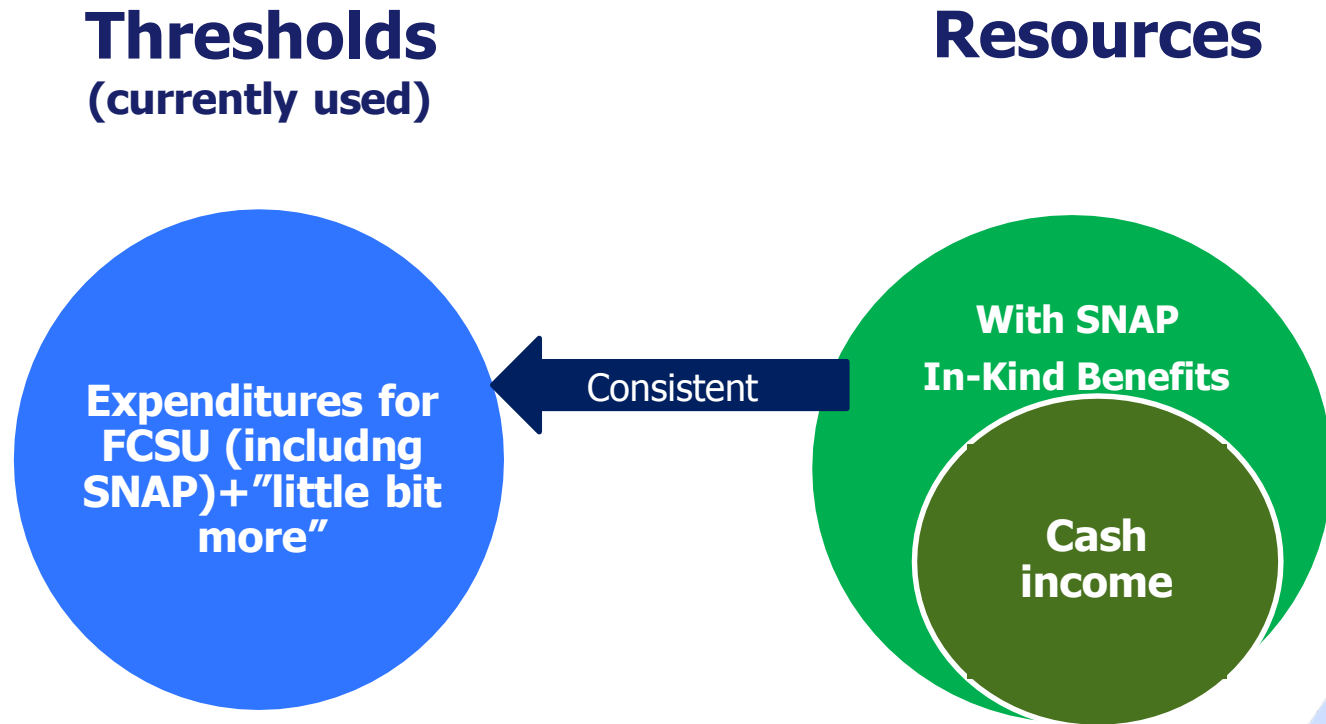 Thresholds
(currently used)
Resources
Expenditures for
FCSU (includng
SNAP)+”little bit
more”
Consistent
With SNAP
In-Kind Benefits
Cash
income